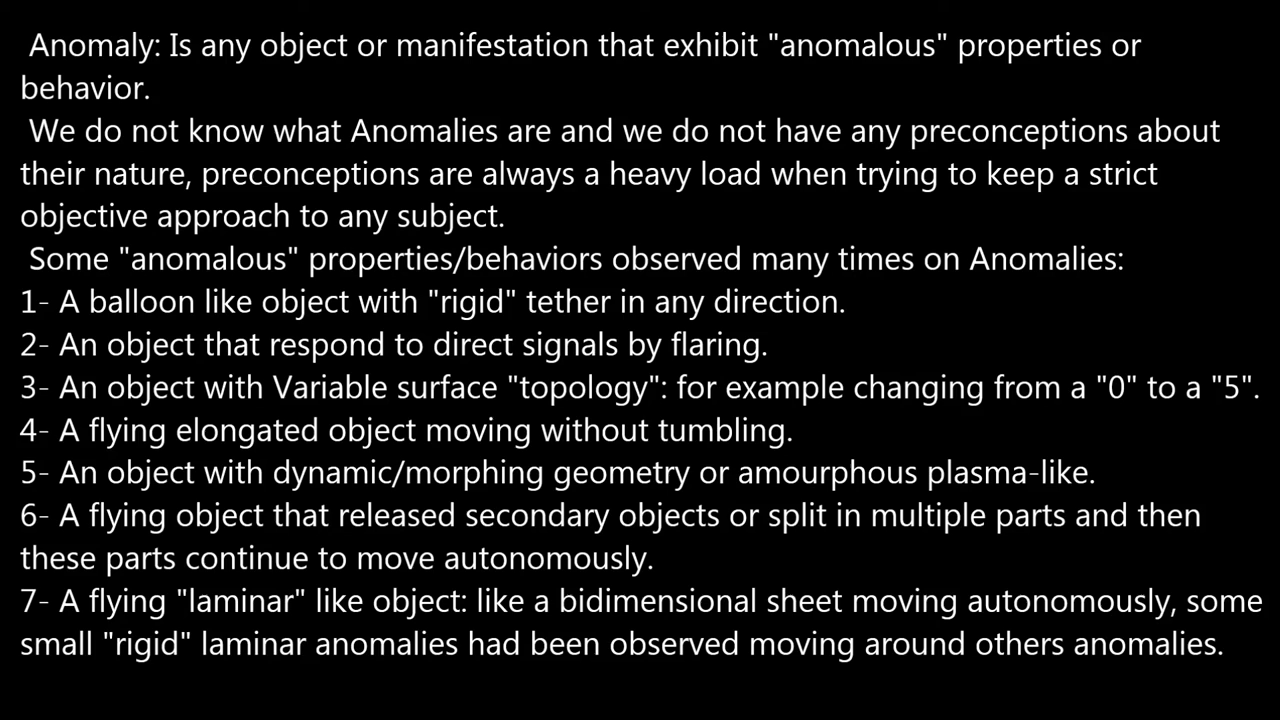 Anomaly: Is any object or manifestation that exhibit "anomalous" properties or
behavior.
We do not know what Anomalies are and we do not have any preconceptions about
their nature, preconceptions are always a heavy load when trying to keep a strict
objective approach to any subject.
Some "anomalous" properties/behaviors observed many times on Anomalies:
1- A balloon like object with "rigid" tether in any direction.
2- An object that respond to direct signals by flaring.
3- An object with Variable surface "topology": for example changing from a "0" to a "5".
4- A flying elongated object moving without tumbling.
5- An object with dynamic/morphing geometry or amourphous plasma-like.
6- A flying object that released secondary objects or split in multiple parts and then
these parts continue to move autonomously.
7- A flying "laminar" like object: like a bidimensional sheet moving autonomously, some
small "rigid" laminar anomalies had been observed moving around others anomalies.